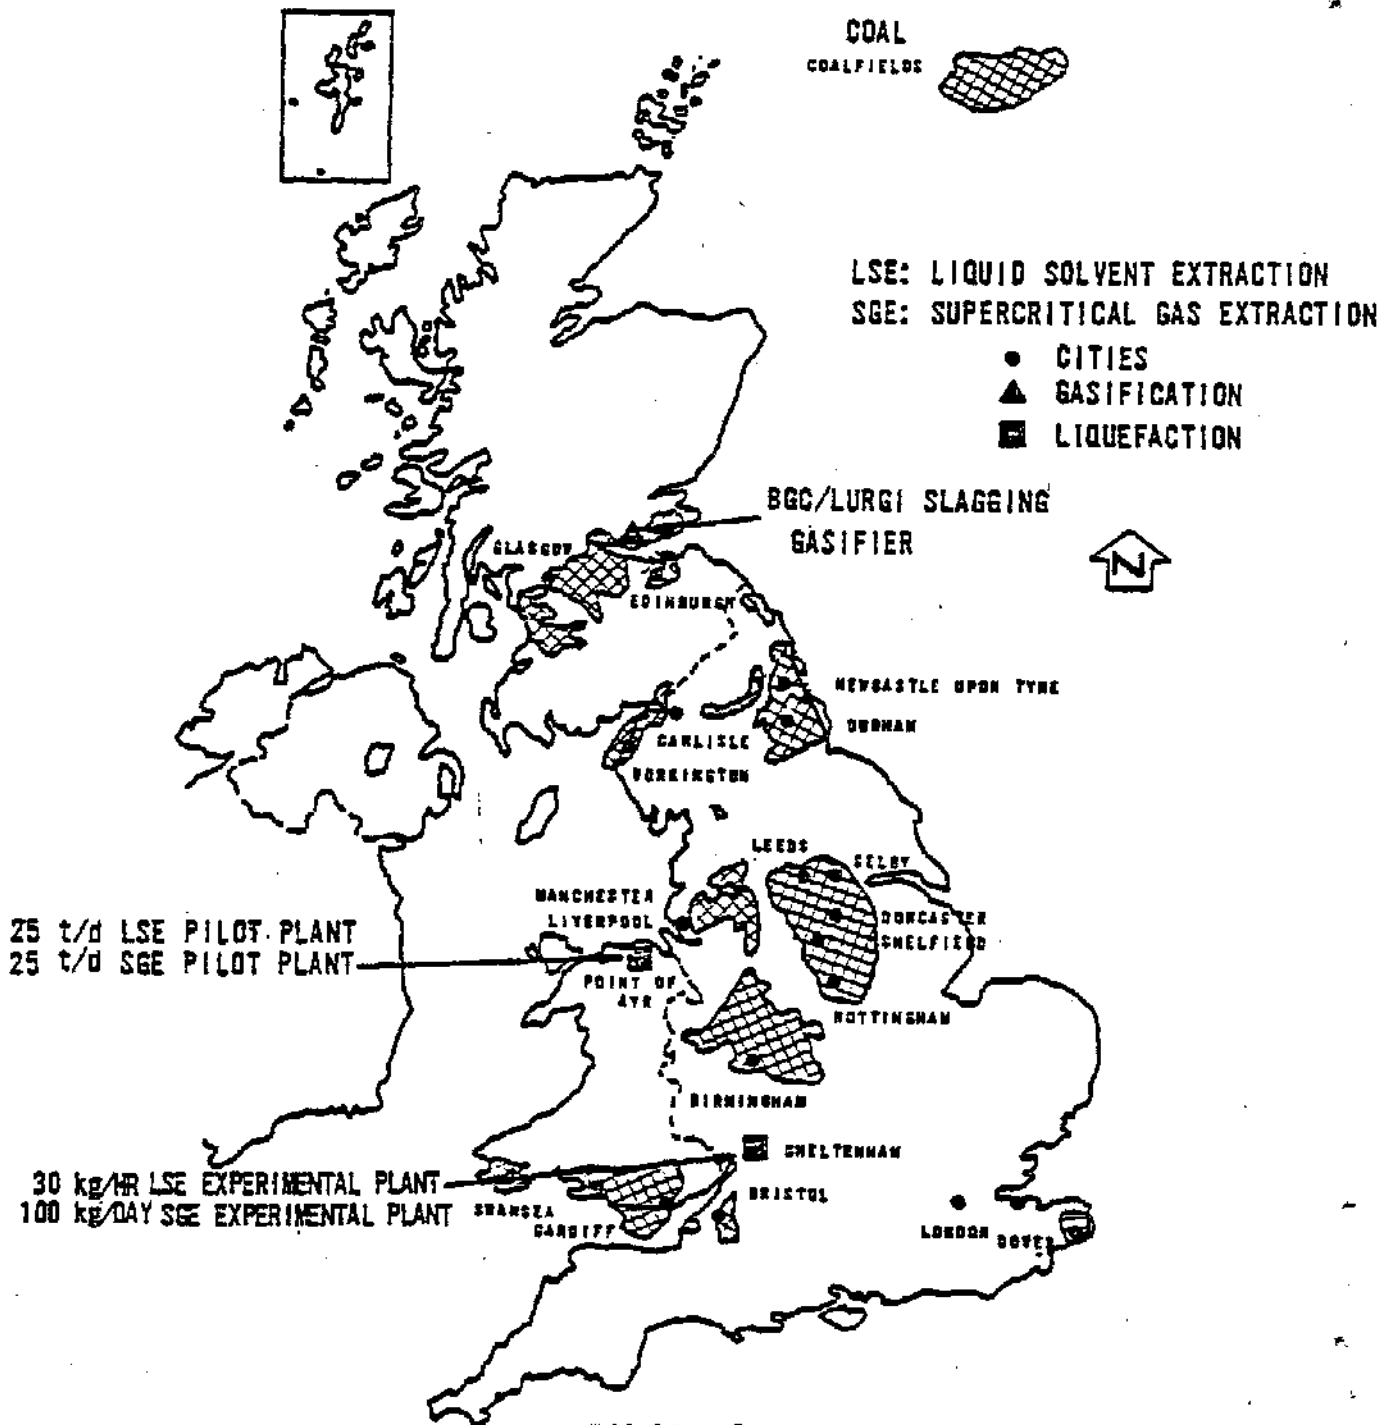 COAL
COALFIELDS
LSE: LIQUID SOLVENT EXTRACTION
SGE: SUPERCRITICAL GAS EXTRACTION
CITIES
GASIFICATION
LIQUEFACTION
BGC/LURGI SLAGGING
GASIFIER
N
GLASGOW
EDINBURGH
NEWCASTLE UPON TYNE
DURHAM
CARLISLE
WORKINGTON
LEEDS
SELBY
MANCHESTER
LIVERPOOL
DONCASTER
SHEFFIELD
25 t/d LSE PILOT PLANT
25 t/d SGE PILOT PLANT
POINT OF
AYR
NOTTINGHAM
BIRMINGHAM
CHELTENHAM
30 kg/HR LSE EXPERIMENTAL PLANT
100 kg/DAY SGE EXPERIMENTAL PLANT
SWANSEA
CARDIFF
BRISTOL
LONDON
DOVER